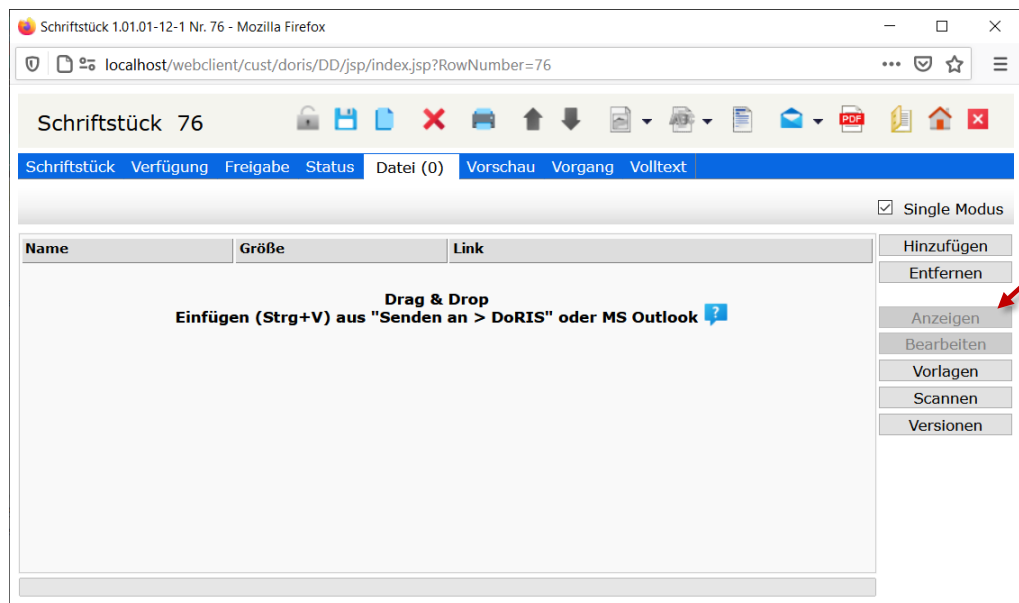 Schriftstück 1.01.01-12-1 Nr. 76 - Mozilla Firefox
localhost/webclient/cust/doris/DD/jsp/index.jsp?RowNumber=76
Schriftstück 76
ABC
PDF
Schriftstück Verfügung Freigabe Status Datei (0) Vorschau Vorgang Volltext
Single Modus
Name Größe Link
Hinzufügen
Entfernen
Drag & Drop
Einfügen (Strg+V) aus "Senden an > DoRIS" oder MS Outlook ?
Anzeigen
Bearbeiten
Vorlagen
Scannen
Versionen